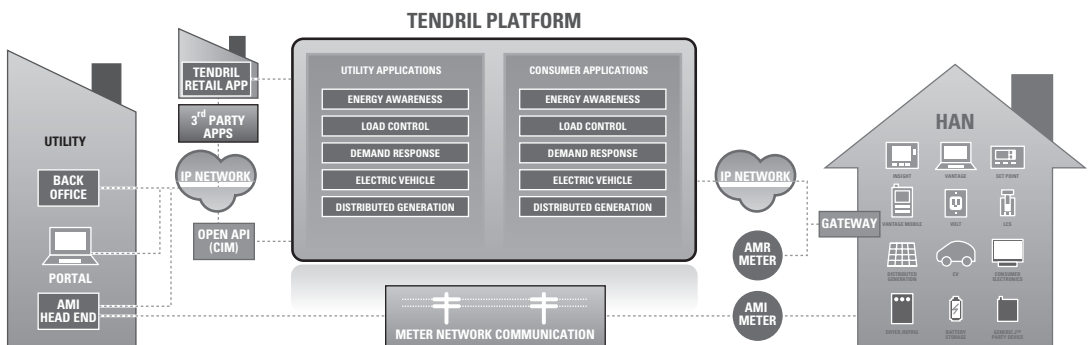 TENDRIL PLATFORM
UTILITY
BACK
OFFICE
PORTAL
AMI
HEAD END
TENDRIL
RETAIL APP
3rd PARTY
APPS
IP NETWORK
OPEN API
(CIM)
UTILITY APPLICATIONS
ENERGY AWARENESS
LOAD CONTROL
DEMAND RESPONSE
ELECTRIC VEHICLE
DISTRIBUTED GENERATION
CONSUMER APPLICATIONS
ENERGY AWARENESS
LOAD CONTROL
DEMAND RESPONSE
ELECTRIC VEHICLE
DISTRIBUTED GENERATION
METER NETWORK COMMUNICATION
IP NETWORK
AMR
METER
AMI
METER
GATEWAY
HAN
INSIGHT
VANTAGE
SET POINT
VANTAGE MOBILE
VOLT
LCS
DISTRIBUTED
GENERATION
CONSUMER
ELECTRONICS
BATTERY
STORAGE
PARTY DEVICE